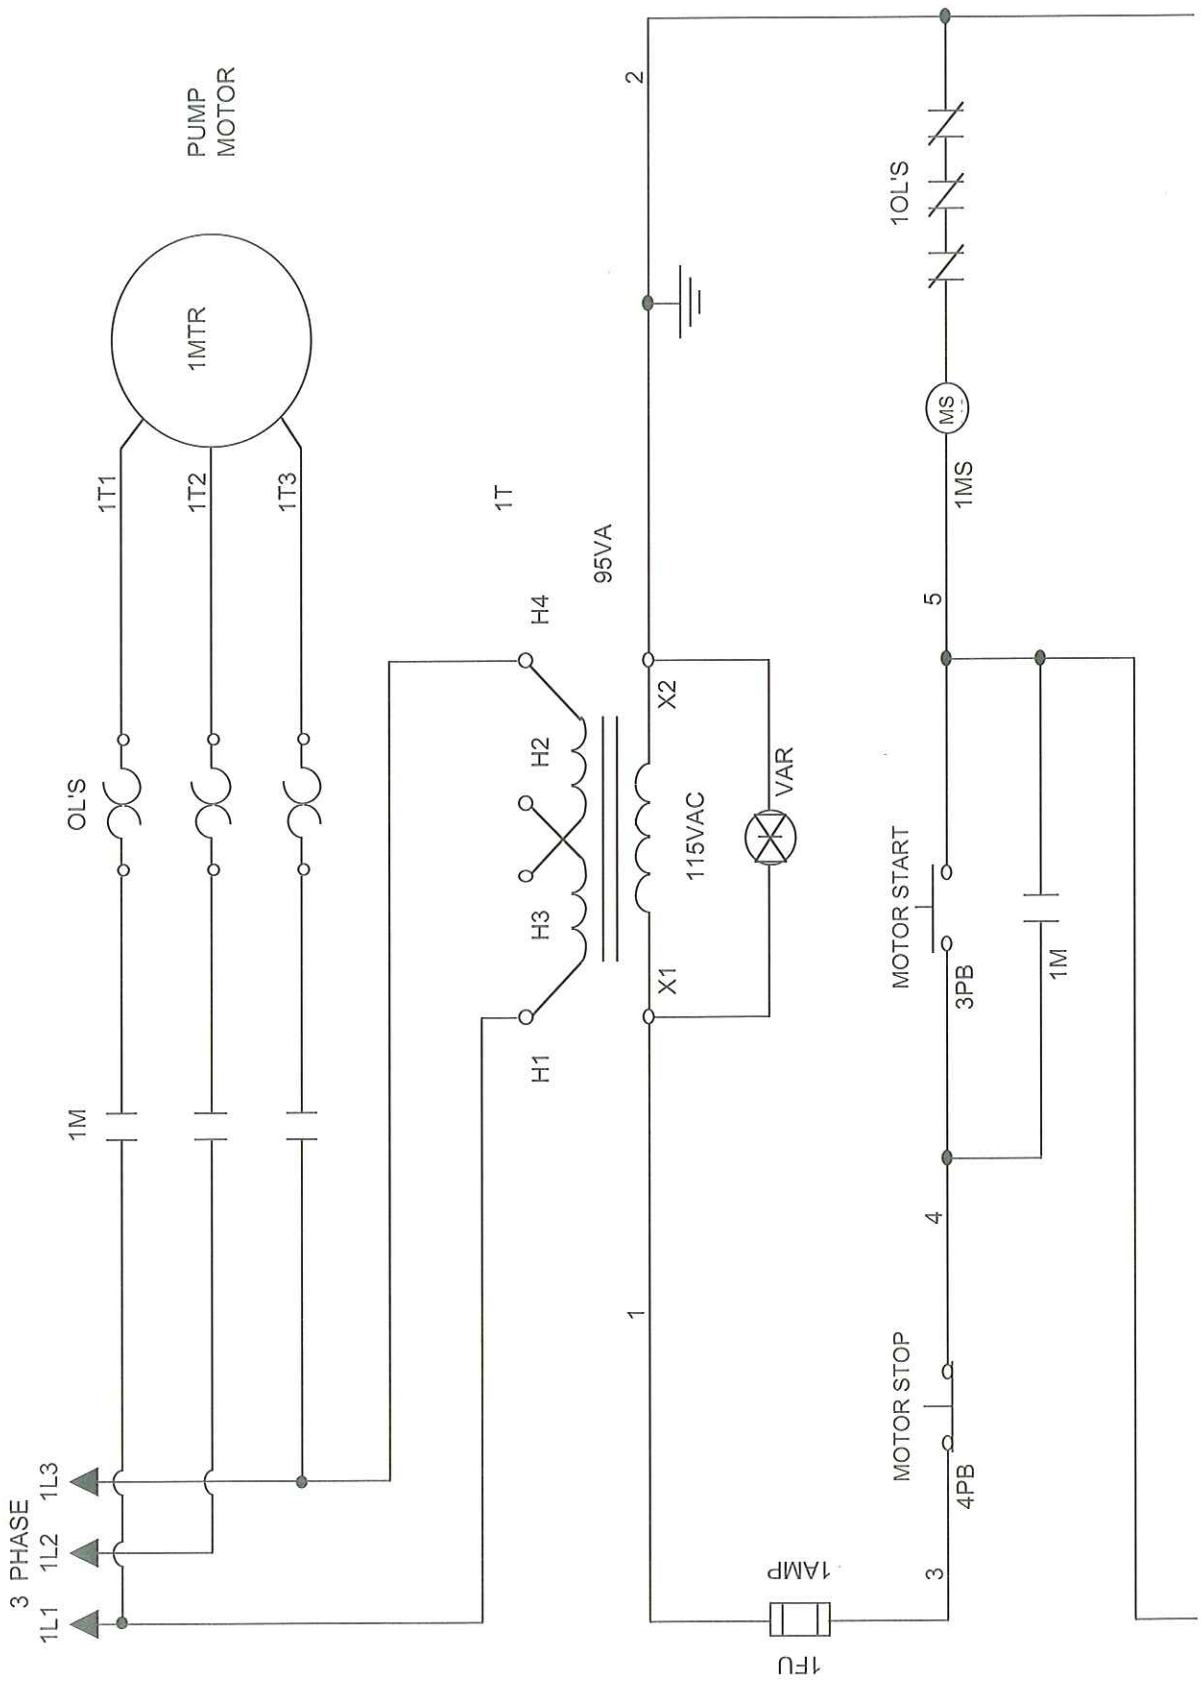 3 PHASE
1L1
1L2
1L3
1M
OL'S
1T1
1T2
1T3
1MTR
PUMP
MOTOR
H1
H3
H2
H4
1T
95VA
X1
X2
115VAC
VAR
1
2
1FU
1AMP
3
MOTOR STOP
4PB
4
MOTOR START
3PB
1M
5
1MS
MS
1OL'S